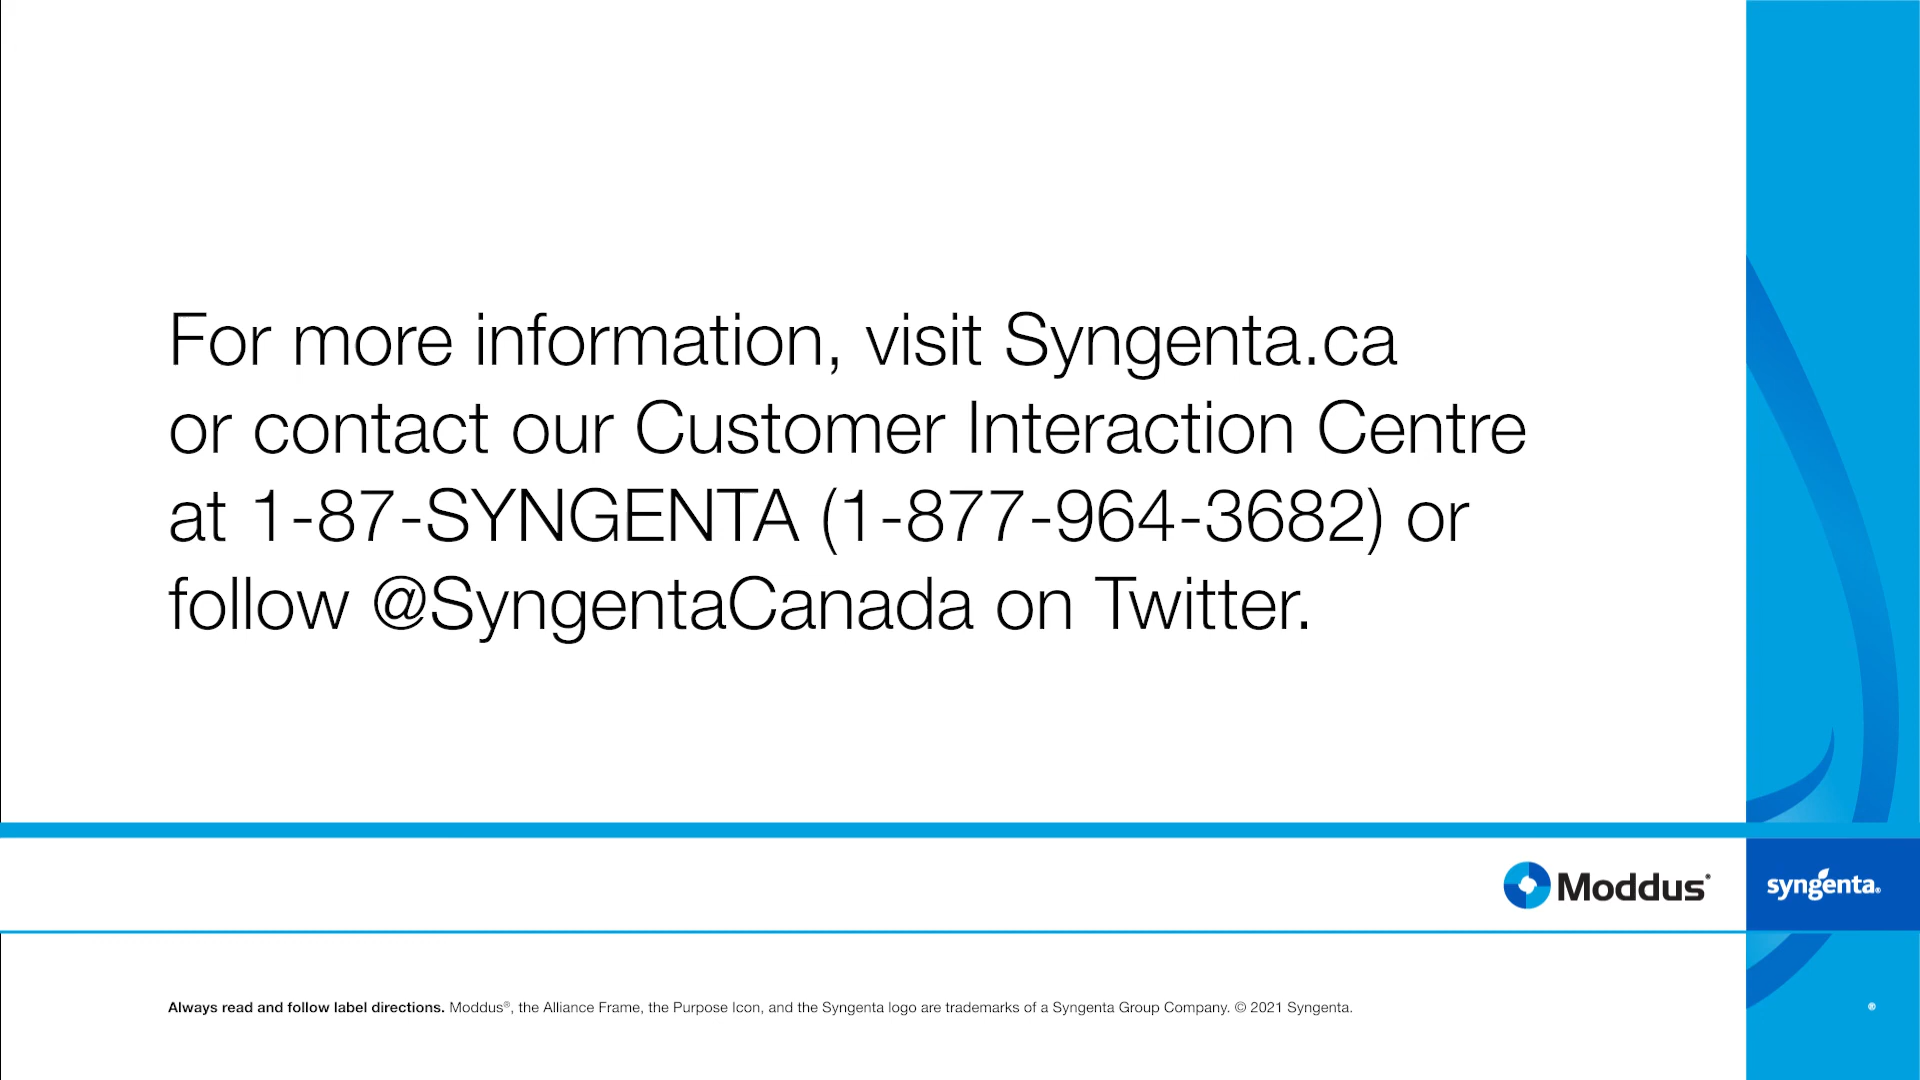 For more information, visit Syngenta.ca
or contact our Customer Interaction Centre
at 1-87-SYNGENTA (1-877-964-3682) or
follow @SyngentaCanada on Twitter.
Moddus®
syngenta®
Always read and follow label directions. Moddus®, the Alliance Frame, the Purpose Icon, and the Syngenta logo are trademarks of a Syngenta Group Company. © 2021 Syngenta.
®